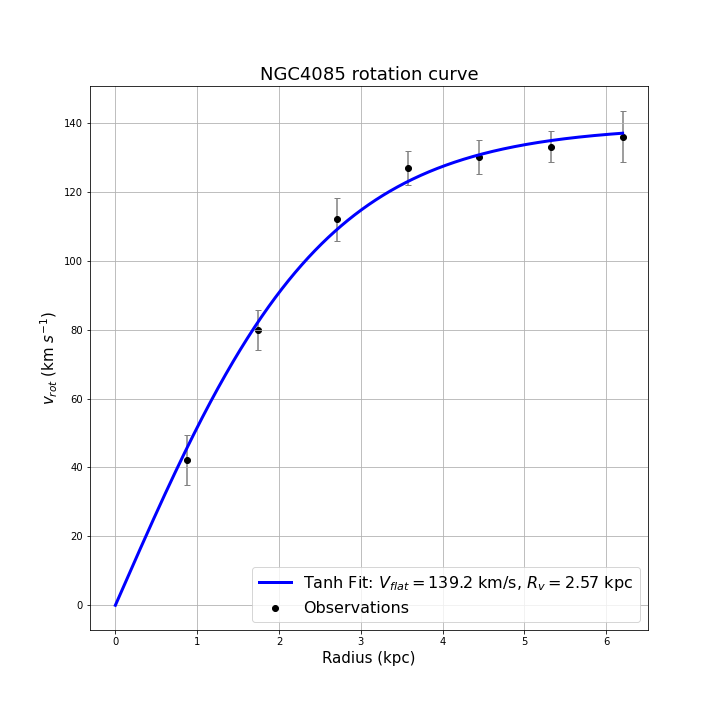 NGC4085 rotation curve
140
120
100
80
60
40
20
0
v_rot (km s⁻¹)
Tanh Fit: V_flat = 139.2 km/s, R_v = 2.57 kpc
Observations
0 1 2 3 4 5 6
Radius (kpc)